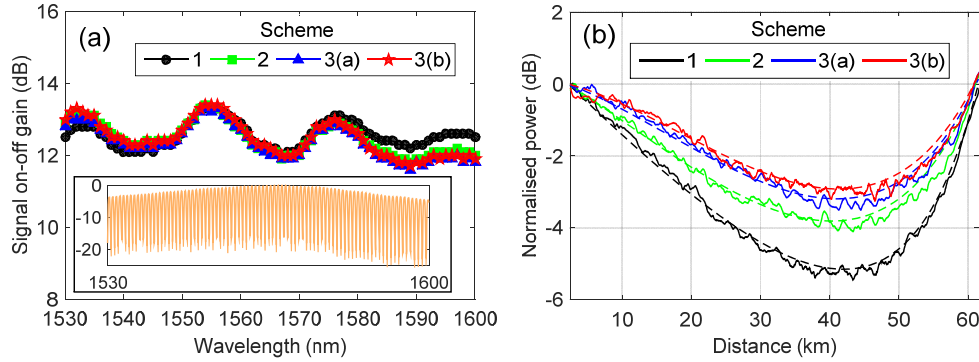 (a)
Scheme
1 2 3(a) 3(b)
Signal on-off gain (dB)
16
14
12
10
8
0
-10
-20
1530 1600
1530 1540 1550 1560 1570 1580 1590 1600
Wavelength (nm)
(b)
Scheme
1 2 3(a) 3(b)
Normalised power (dB)
2
0
-2
-4
-6
10 20 30 40 50 60
Distance (km)